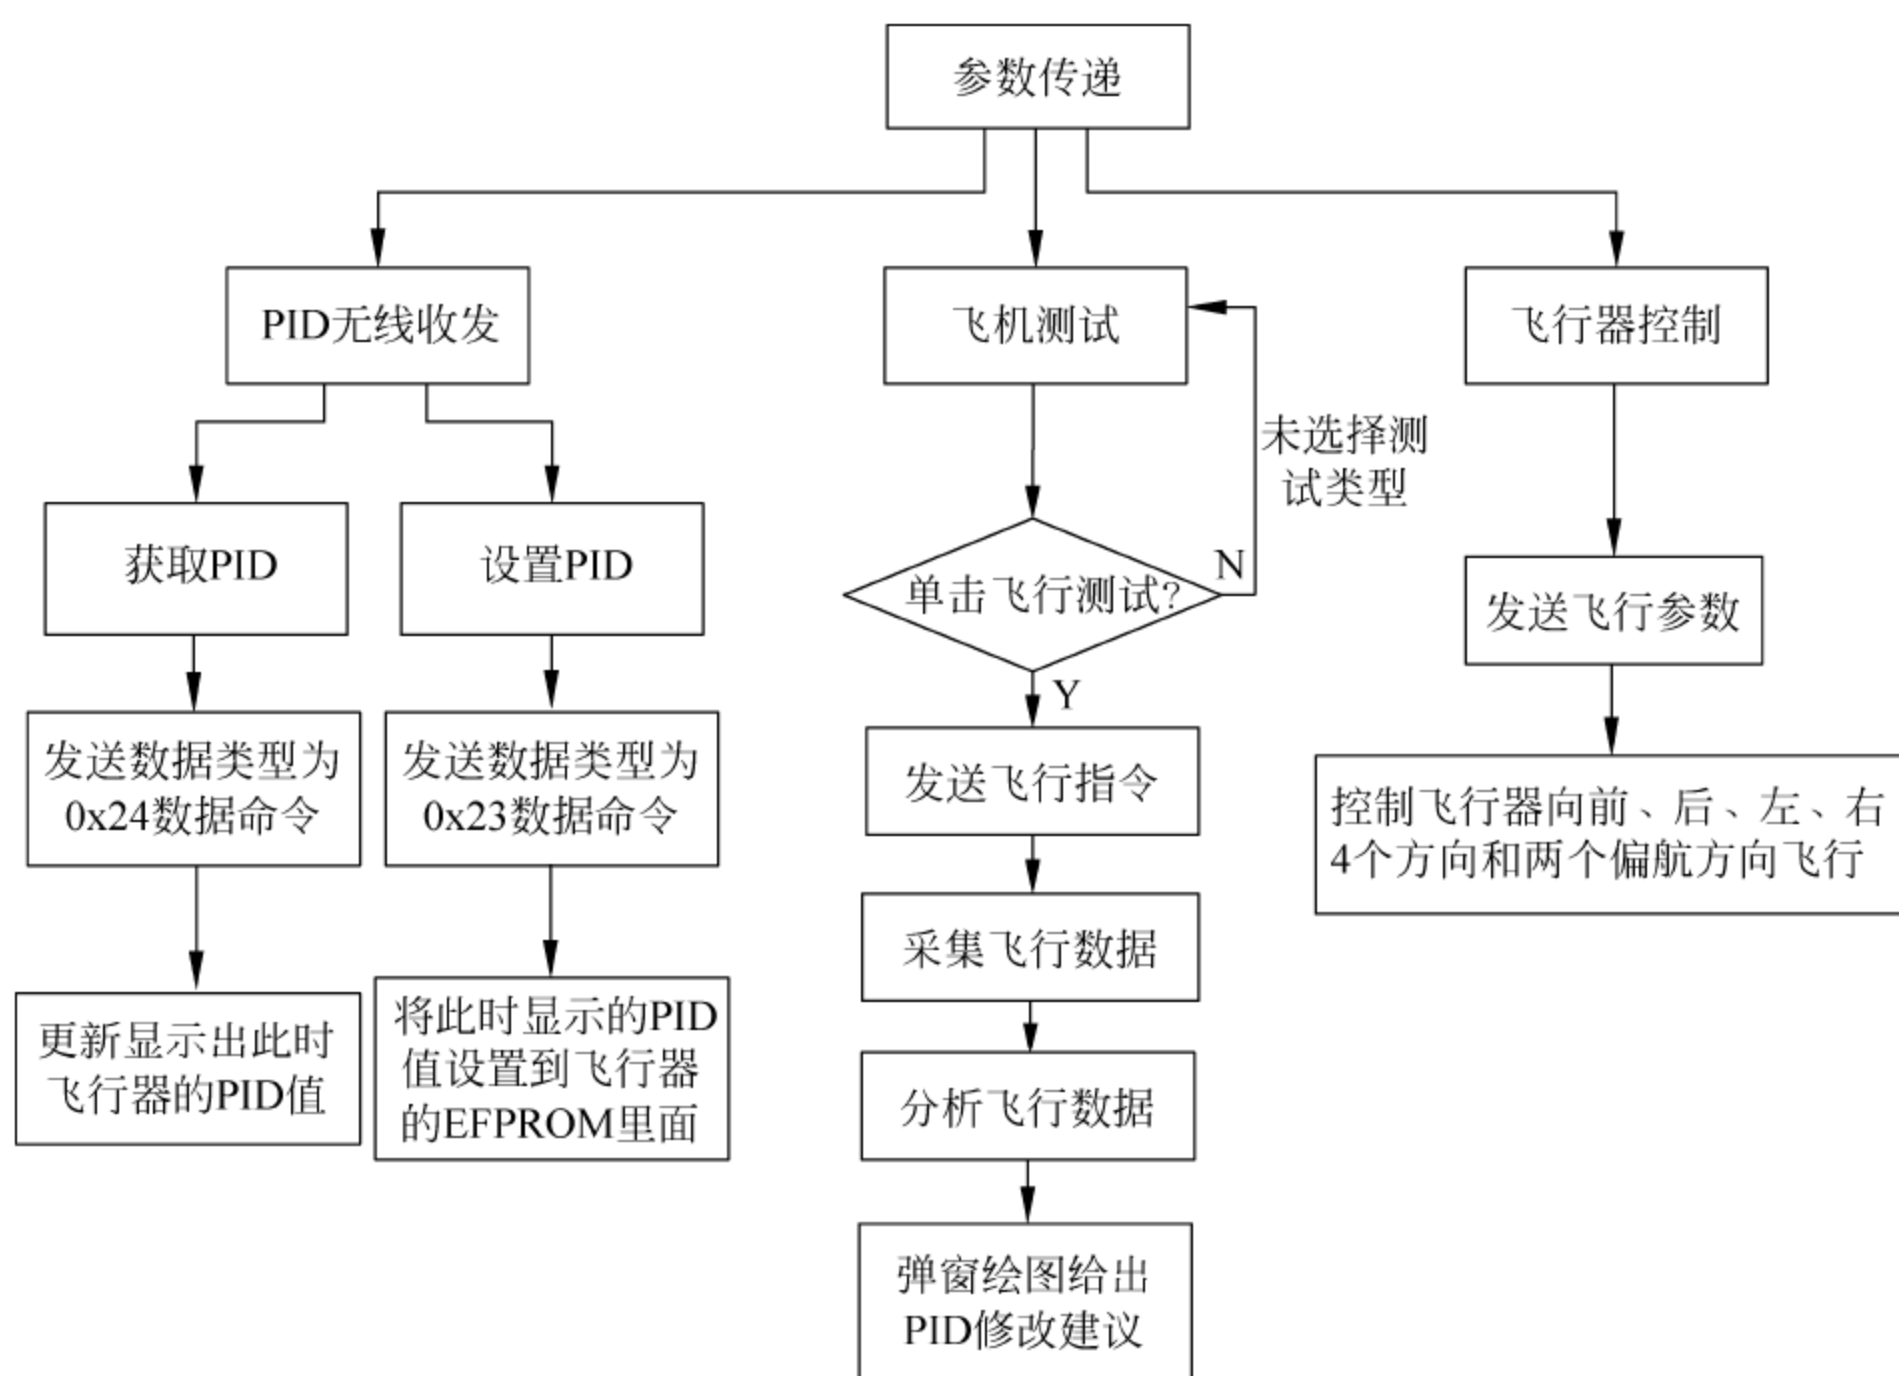 参数传递
PID无线收发
飞机测试
飞行器控制
未选择测
试类型
获取PID
设置PID
单击飞行测试?
N
发送飞行参数
Y
发送数据类型为
0x24数据命令
发送数据类型为
0x23数据命令
发送飞行指令
控制飞行器向前、后、左、右
4个方向和两个偏航方向飞行
采集飞行数据
更新显示出此时
飞行器的PID值
将此时显示的PID
值设置到飞行器
的EFPROM里面
分析飞行数据
弹窗绘图给出
PID修改建议